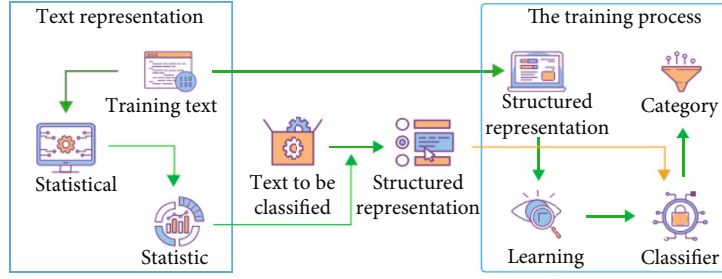 Text representation
The training process
Training text
Structured
representation
Category
Statistical
Text to be
classified
Structured
representation
Statistic
Learning
Classifier